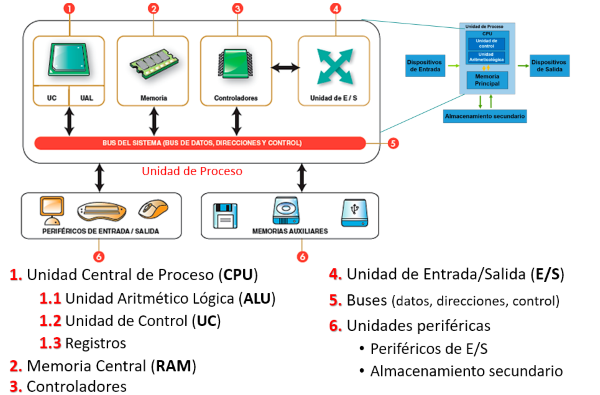 1
2
3
4
UC
UAL
Memoria
Controladores
Unidad de E / S
BUS DEL SISTEMA (BUS DE DATOS, DIRECCIONES Y CONTROL)
5
Unidad de Proceso
PERIFÉRICOS DE ENTRADA / SALIDA
MEMORIAS AUXILIARES
6
6
Unidad de Proceso
CPU
Unidad de
control
Unidad
Aritmeticológica
Dispositivos
de Entrada
Dispositivos
de Salida
Memoria
Principal
Almacenamiento secundario
1. Unidad Central de Proceso (CPU)
1.1 Unidad Aritmético Lógica (ALU)
1.2 Unidad de Control (UC)
1.3 Registros
2. Memoria Central (RAM)
3. Controladores
4. Unidad de Entrada/Salida (E/S)
5. Buses (datos, direcciones, control)
6. Unidades periféricas
• Periféricos de E/S
• Almacenamiento secundario